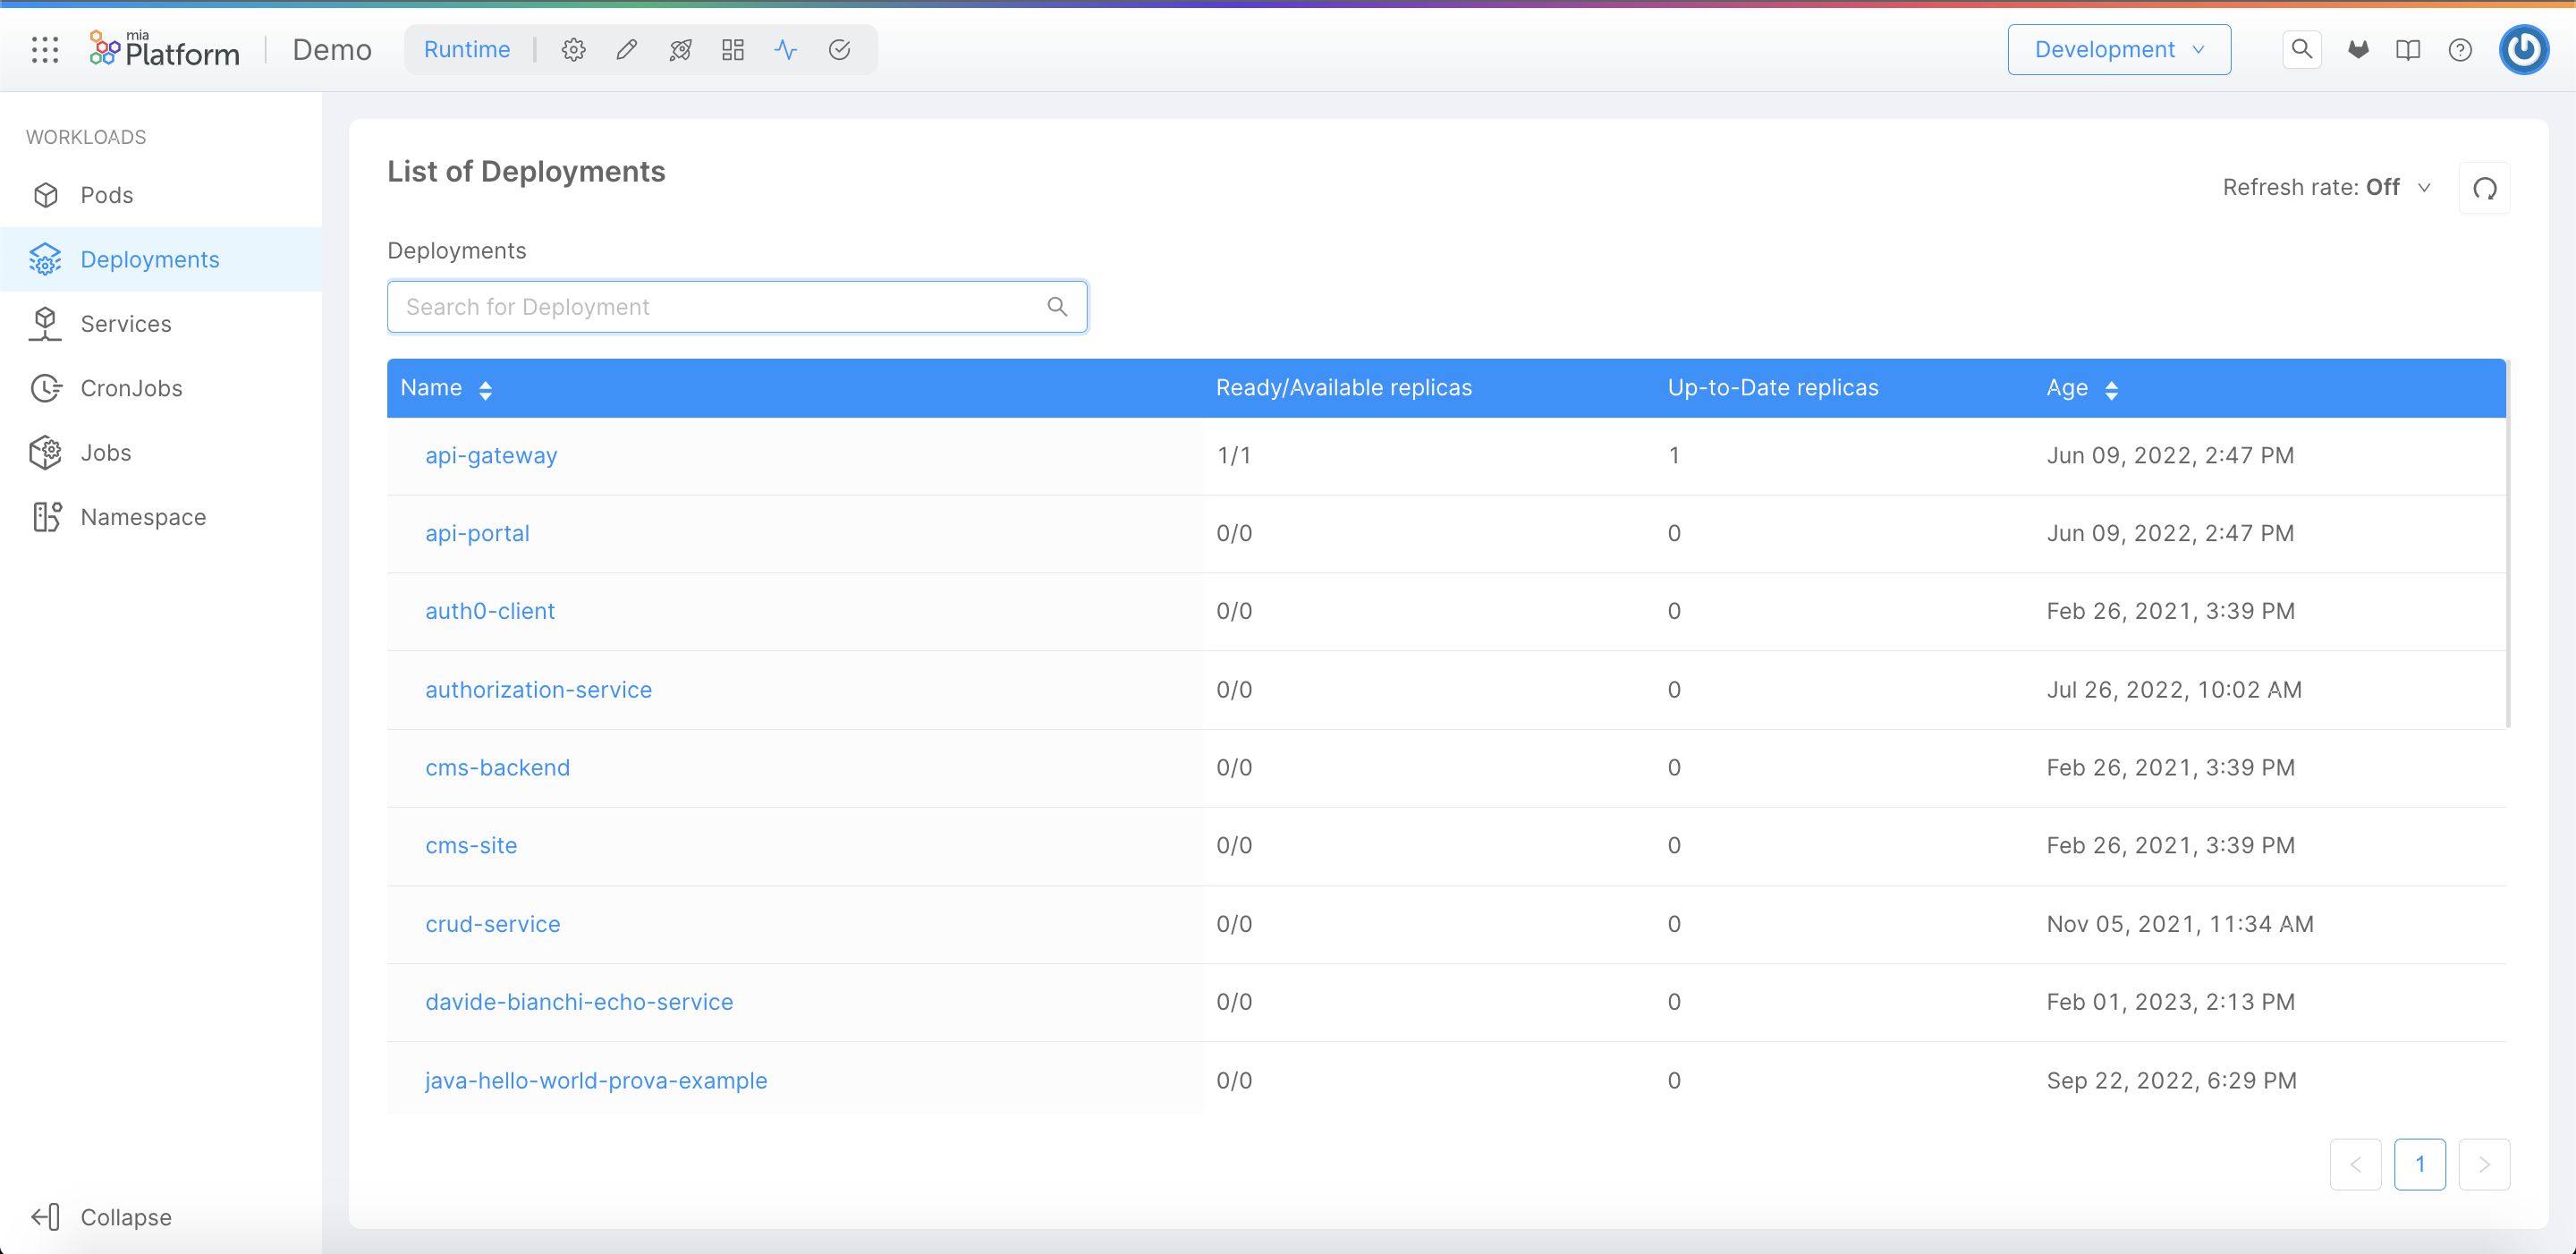 mia
Platform
Demo
Runtime
Development
WORKLOADS
Pods
Deployments
Services
CronJobs
Jobs
Namespace
Collapse
List of Deployments
Refresh rate: Off
Deployments
Search for Deployment
Name Ready/Available replicas Up-to-Date replicas Age
api-gateway 1/1 1 Jun 09, 2022, 2:47 PM
api-portal 0/0 0 Jun 09, 2022, 2:47 PM
auth0-client 0/0 0 Feb 26, 2021, 3:39 PM
authorization-service 0/0 0 Jul 26, 2022, 10:02 AM
cms-backend 0/0 0 Feb 26, 2021, 3:39 PM
cms-site 0/0 0 Feb 26, 2021, 3:39 PM
crud-service 0/0 0 Nov 05, 2021, 11:34 AM
davide-bianchi-echo-service 0/0 0 Feb 01, 2023, 2:13 PM
java-hello-world-prova-example 0/0 0 Sep 22, 2022, 6:29 PM
1